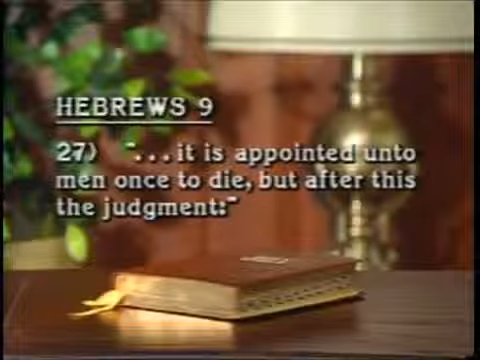 HEBREWS 9
27) "...it is appointed unto
men once to die, but after this
the judgment:"